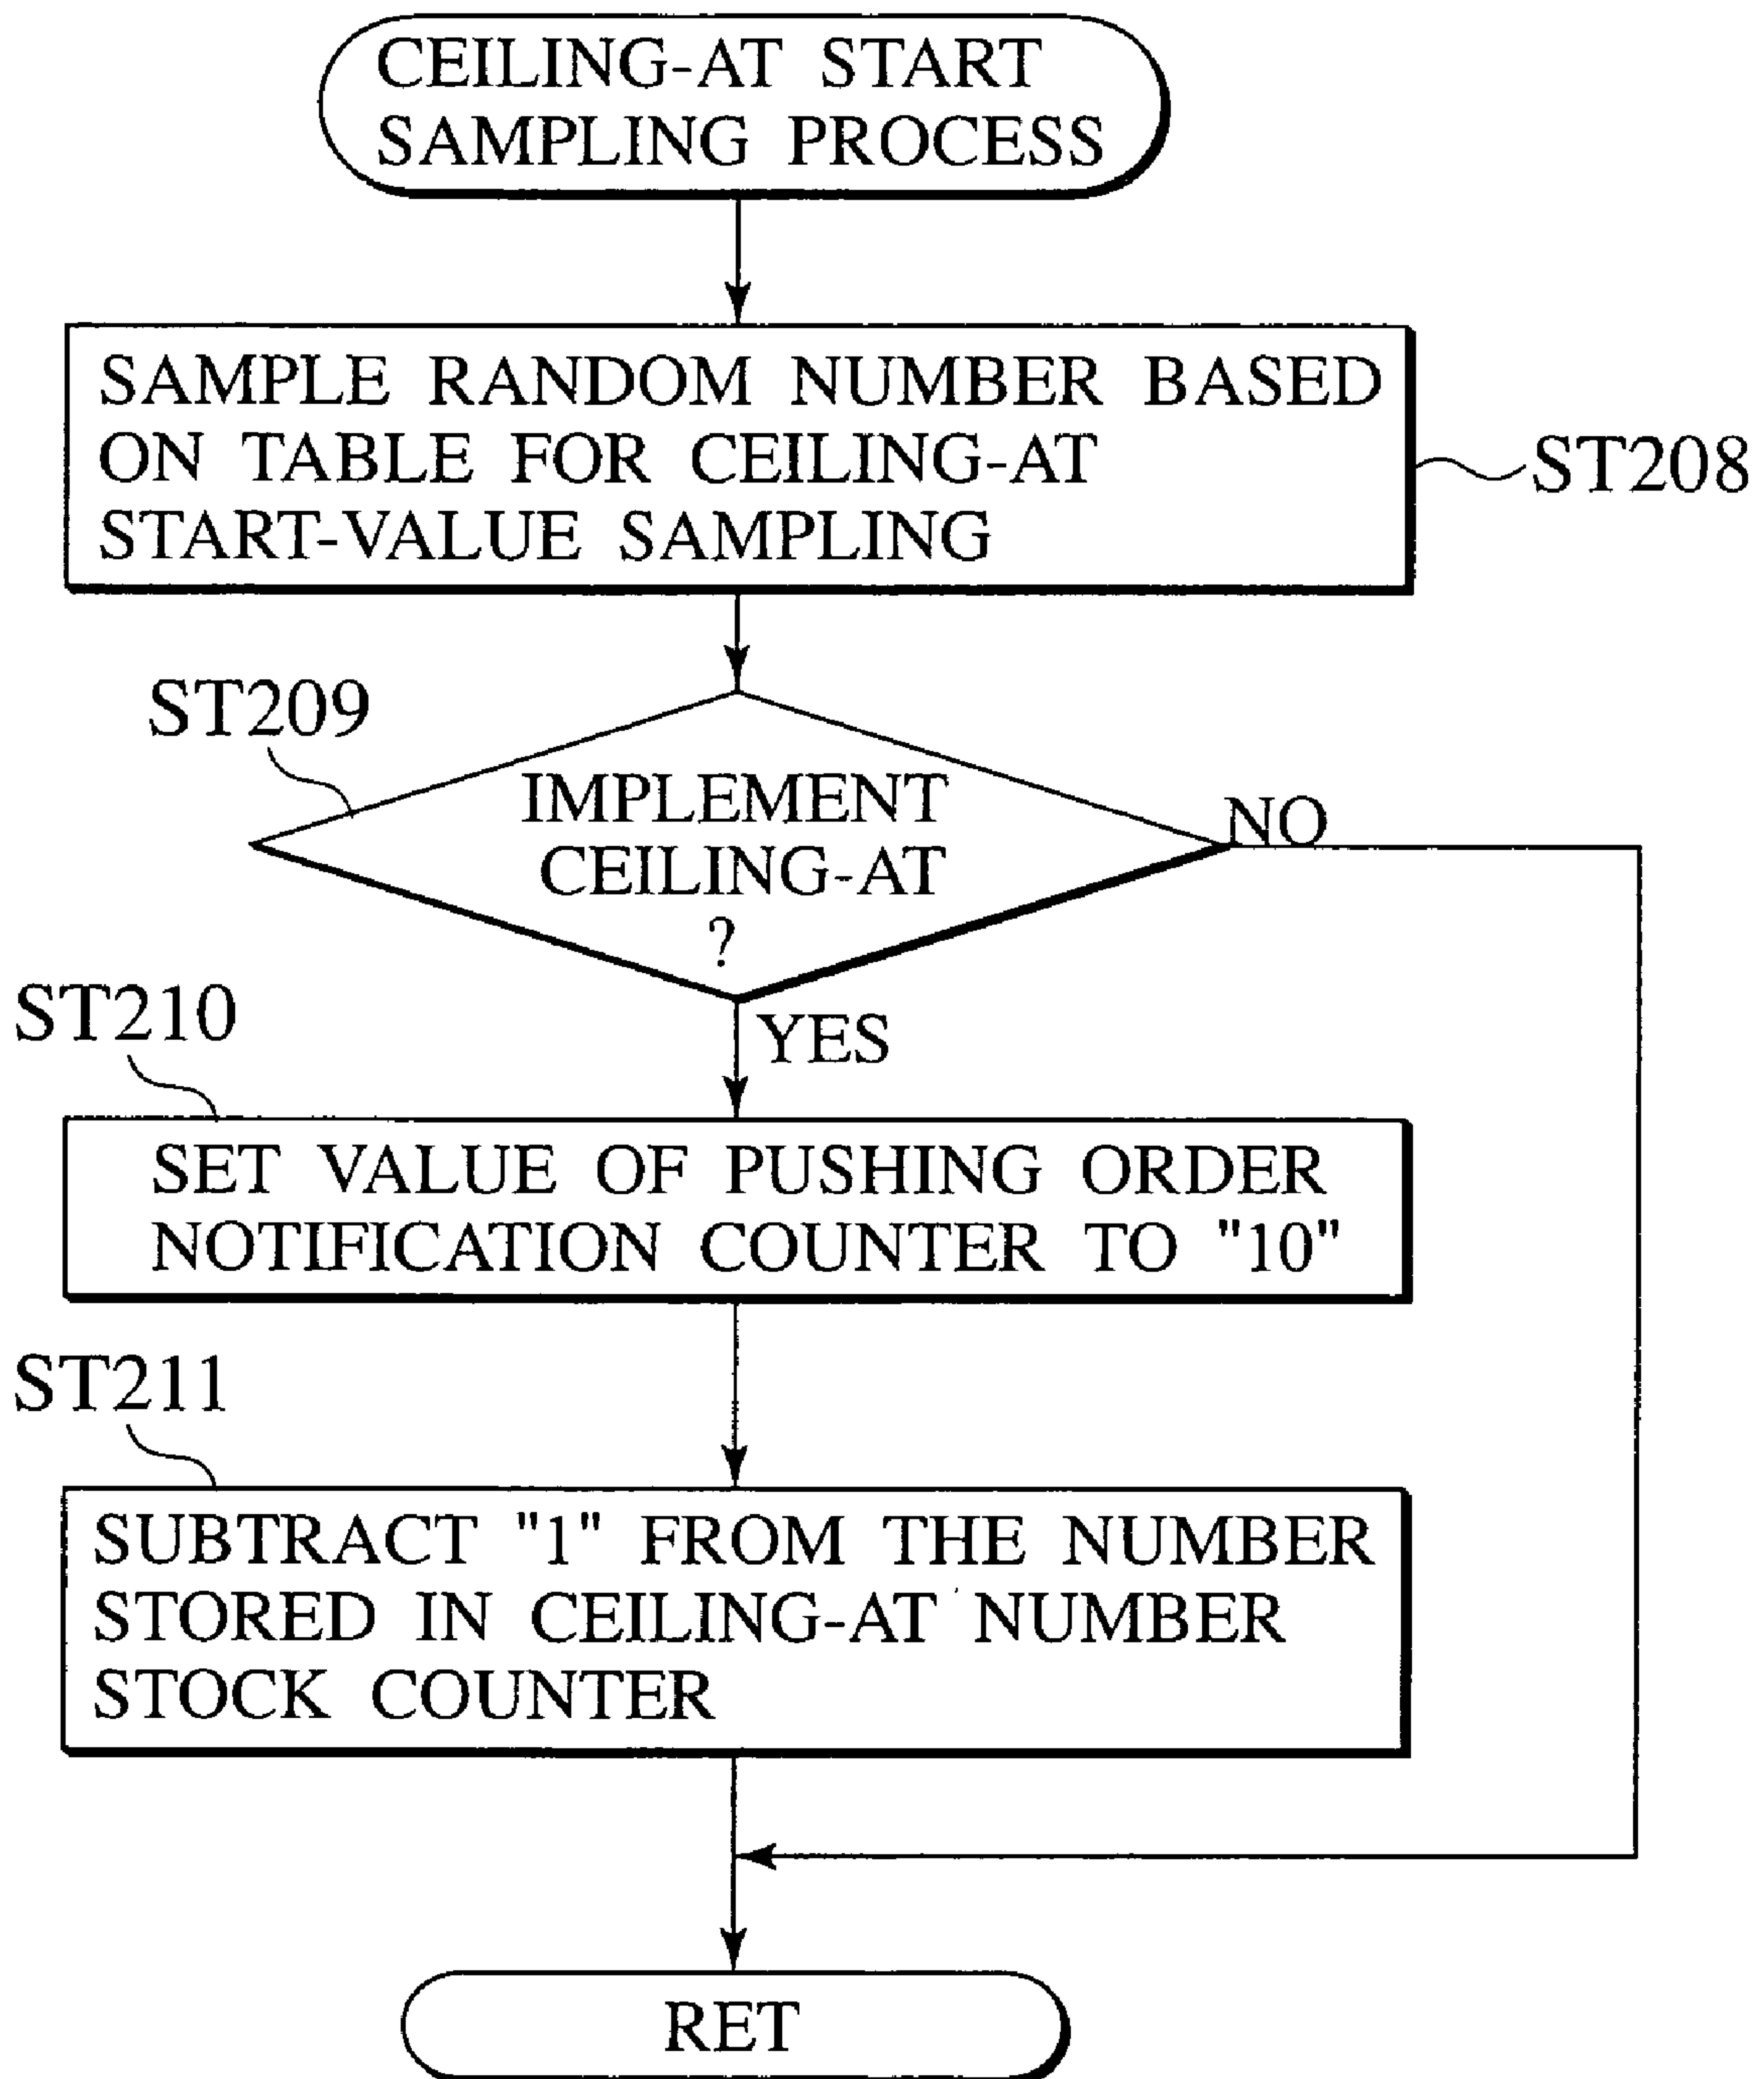 CEILING-AT START
SAMPLING PROCESS
SAMPLE RANDOM NUMBER BASED
ON TABLE FOR CEILING-AT
START-VALUE SAMPLING
ST208
ST209
IMPLEMENT
CEILING-AT
?
NO
YES
ST210
SET VALUE OF PUSHING ORDER
NOTIFICATION COUNTER TO "10"
ST211
SUBTRACT "1" FROM THE NUMBER
STORED IN CEILING-AT NUMBER
STOCK COUNTER
RET